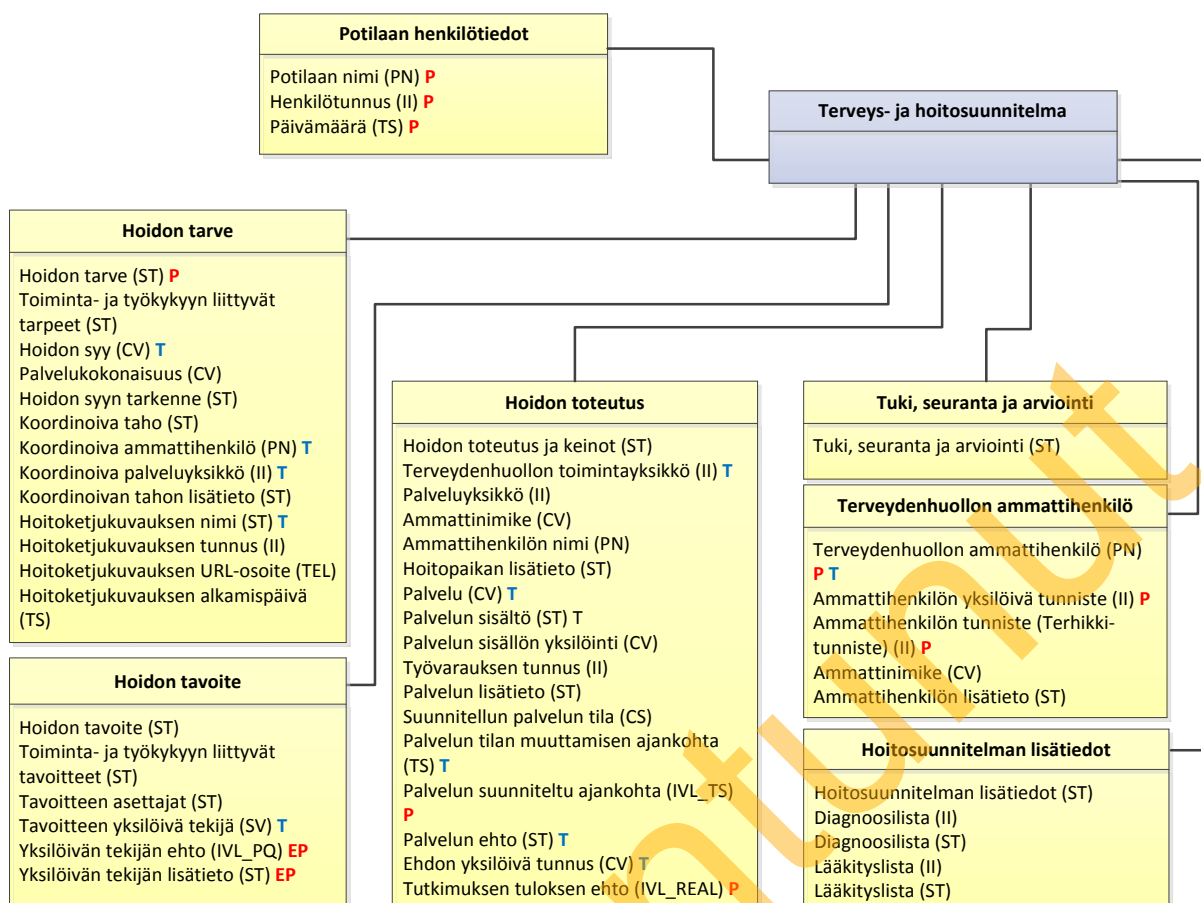 Potilaan henkilötiedot
Potilaan nimi (PN) P
Henkilötunnus (II) P
Päivämäärä (TS) P
Terveys- ja hoitosuunnitelma
Hoidon tarve
Hoidon tarve (ST) P
Toiminta- ja työkykyyn liittyvät
tarpeet (ST)
Hoidon syy (CV) T
Palvelukokonaisuus (CV)
Hoidon syyn tarkenne (ST)
Koordinoiva taho (ST)
Koordinoiva ammattihenkilö (PN) T
Koordinoiva palveluyksikkö (II) T
Koordinoivan tahon lisätieto (ST)
Hoitoketjukuvauksen nimi (ST) T
Hoitoketjukuvauksen tunnus (II)
Hoitoketjukuvauksen URL-osoite (TEL)
Hoitoketjukuvauksen alkamispäivä
(TS)
Hoidon tavoite
Hoidon tavoite (ST)
Toiminta- ja työkykyyn liittyvät
tavoitteet (ST)
Tavoitteen asettajat (ST)
Tavoitteen yksilöivä tekijä (SV) T
Yksilöivän tekijän ehto (IVL_PQ) EP
Yksilöivän tekijän lisätieto (ST) EP
Hoidon toteutus
Hoidon toteutus ja keinot (ST)
Terveydenhuollon toimintayksikkö (II) T
Palveluyksikkö (II)
Ammattinimike (CV)
Ammattihenkilön nimi (PN)
Hoitopaikan lisätieto (ST)
Palvelu (CV) T
Palvelun sisältö (ST) T
Palvelun sisällön yksilöinti (CV)
Työvarauksen tunnus (II)
Palvelun lisätieto (ST)
Suunnitellun palvelun tila (CS)
Palvelun tilan muuttamisen ajankohta
(TS) T
Palvelun suunniteltu ajankohta (IVL_TS)
P
Palvelun ehto (ST) T
Ehdon yksilöivä tunnus (CV) T
Tutkimuksen tuloksen ehto (IVL_REAL) P
Tuki, seuranta ja arviointi
Tuki, seuranta ja arviointi (ST)
Terveydenhuollon ammattihenkilö
Terveydenhuollon ammattihenkilö (PN)
P T
Ammattihenkilön yksilöivä tunniste (II) P
Ammattihenkilön tunniste (Terhikki-
tunniste) (II) P
Ammattinimike (CV)
Ammattihenkilön lisätieto (ST)
Hoitosuunnitelman lisätiedot
Hoitosuunnitelman lisätiedot (ST)
Diagnoosilista (II)
Diagnoosilista (ST)
Lääkityslista (II)
Lääkityslista (ST)